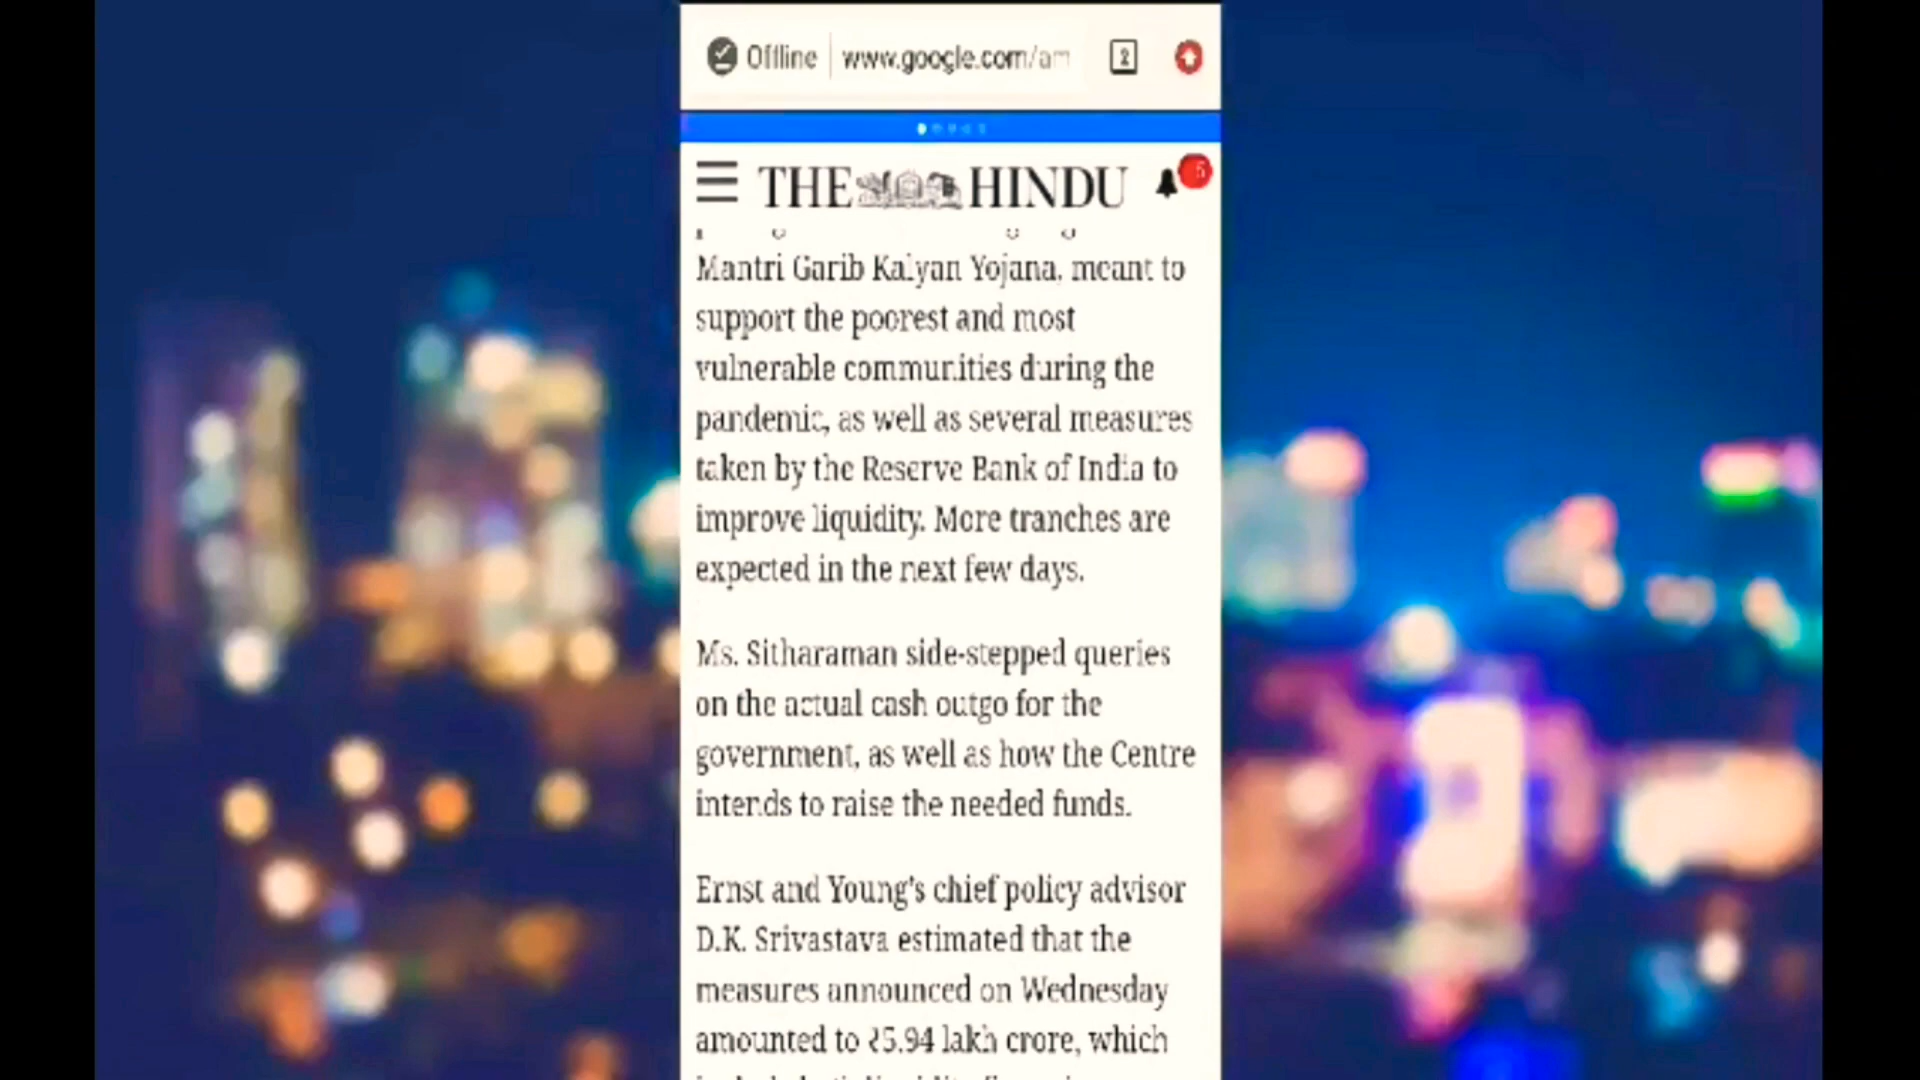 Offline www.google.com/am 2
THE HINDU 5
Mantri Garib Kalyan Yojana, meant to
support the poorest and most
vulnerable communities during the
pandemic, as well as several measures
taken by the Reserve Bank of India to
improve liquidity. More tranches are
expected in the next few days.
Ms. Sitharaman side-stepped queries
on the actual cash outgo for the
government, as well as how the Centre
intends to raise the needed funds.
Ernst and Young's chief policy advisor
D.K. Srivastava estimated that the
measures announced on Wednesday
amounted to ₹5.94 lakh crore, which